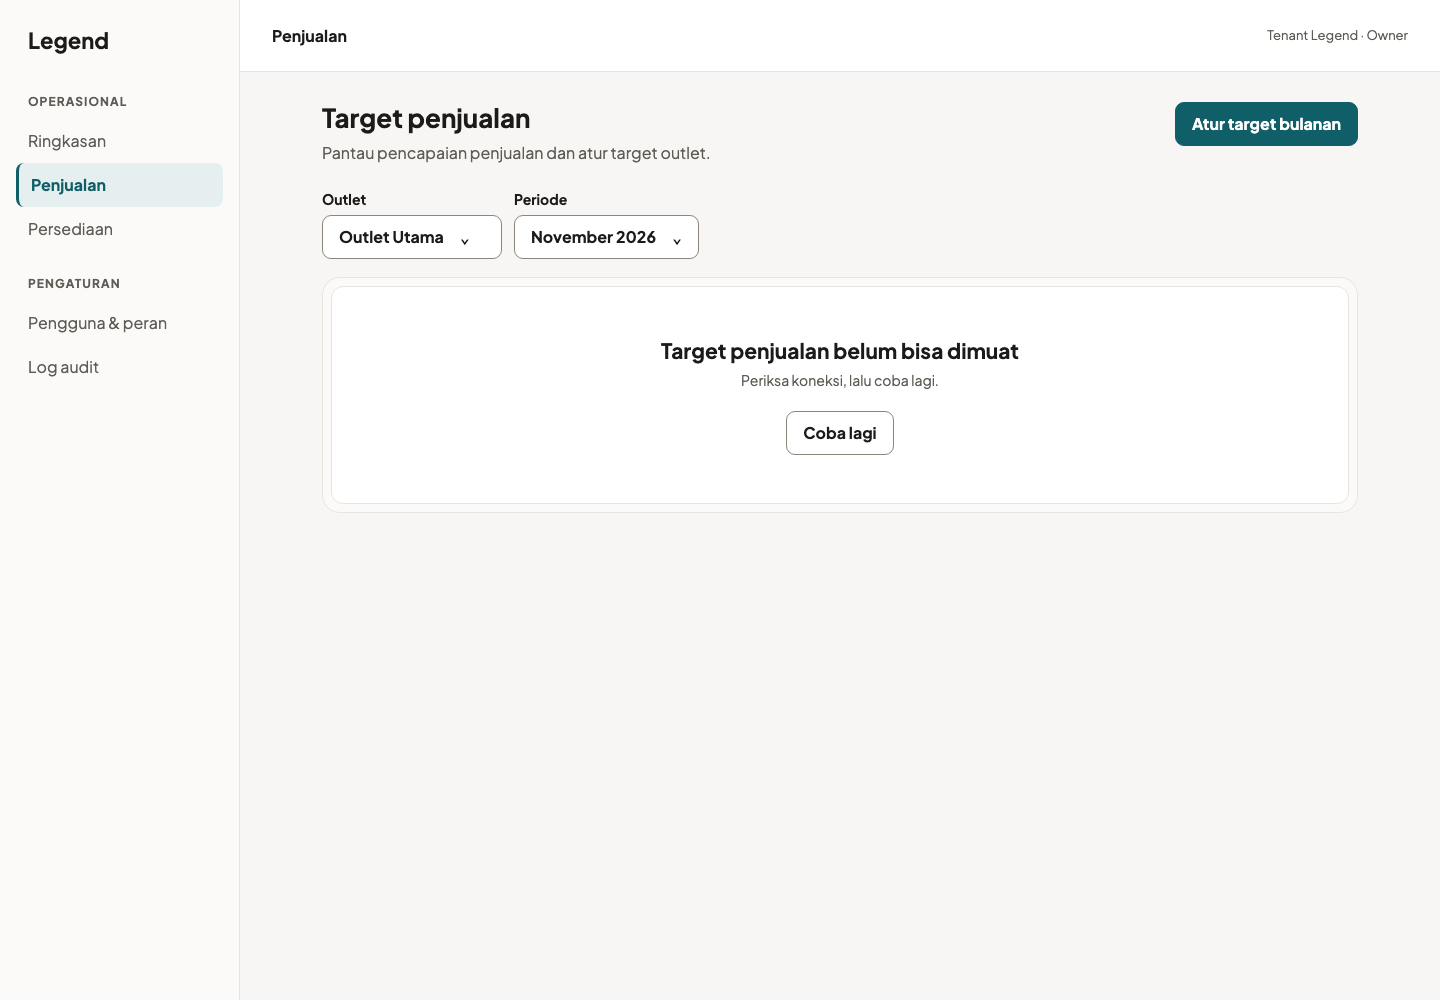 Legend
OPERASIONAL
Ringkasan
Penjualan
Persediaan
PENGATURAN
Pengguna & peran
Log audit
Penjualan
Tenant Legend · Owner
Target penjualan
Pantau pencapaian penjualan dan atur target outlet.
Atur target bulanan
Outlet
Outlet Utama
Periode
November 2026
Target penjualan belum bisa dimuat
Periksa koneksi, lalu coba lagi.
Coba lagi